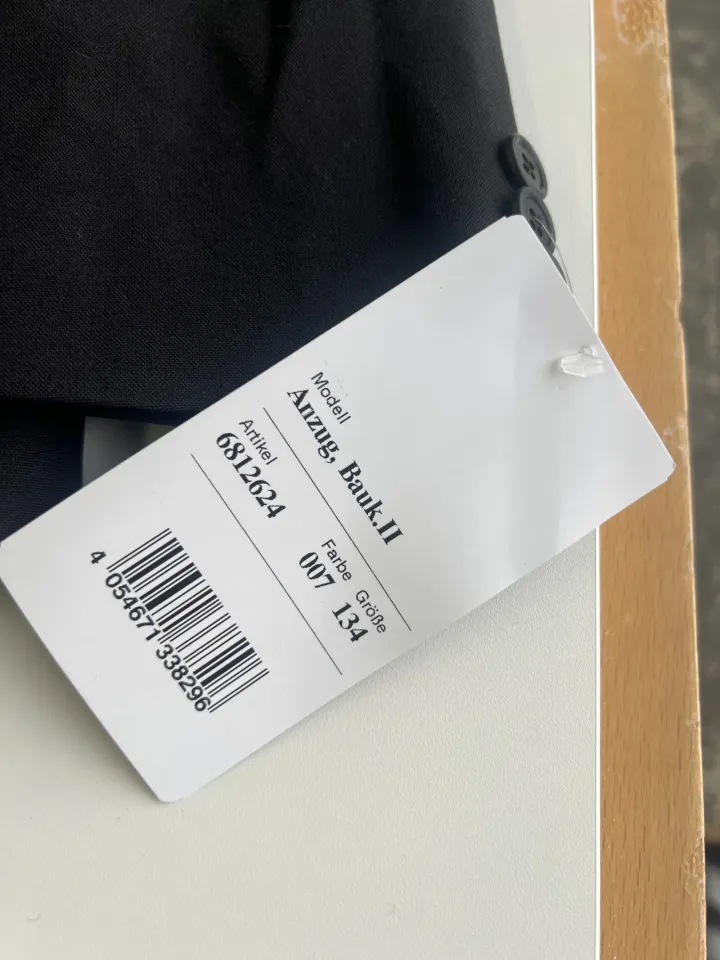 Modell
Anzug, Bauk.II
Artikel Farbe Größe
6812624 007 134
4 054671 338296